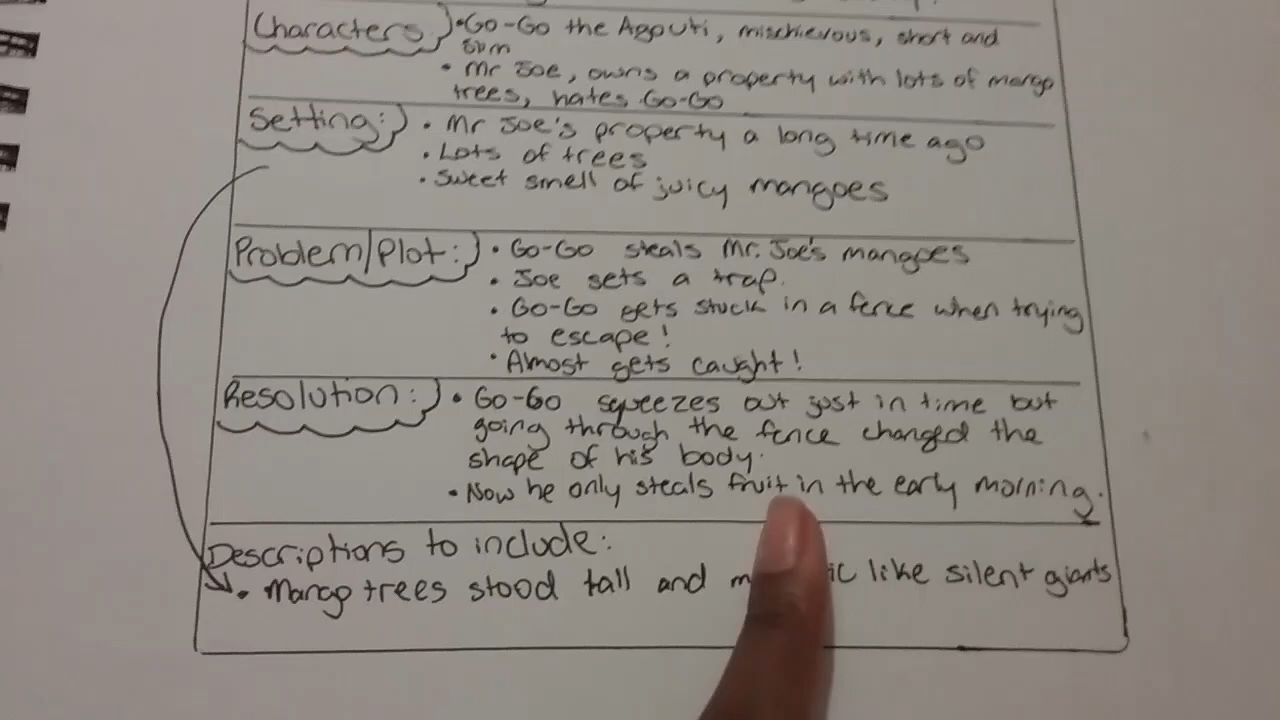 Characters •Go-Go the Agouti, mischievous, short and
slim
• Mr Joe, owns a property with lots of mango
trees, hates Go-Go
Setting: • Mr Joe's property a long time ago
• Lots of trees
• Sweet smell of juicy mangoes
Problem/Plot: • Go-Go steals Mr. Joe's mangoes
• Joe sets a trap.
• Go-Go gets stuck in a fence when trying
to escape!
• Almost gets caught!
Resolution: • Go-Go squeezes out just in time but
going through the fence changed the
shape of his body.
• Now he only steals fruit in the early morning.
Descriptions to include:
• Mango trees stood tall and like silent giants